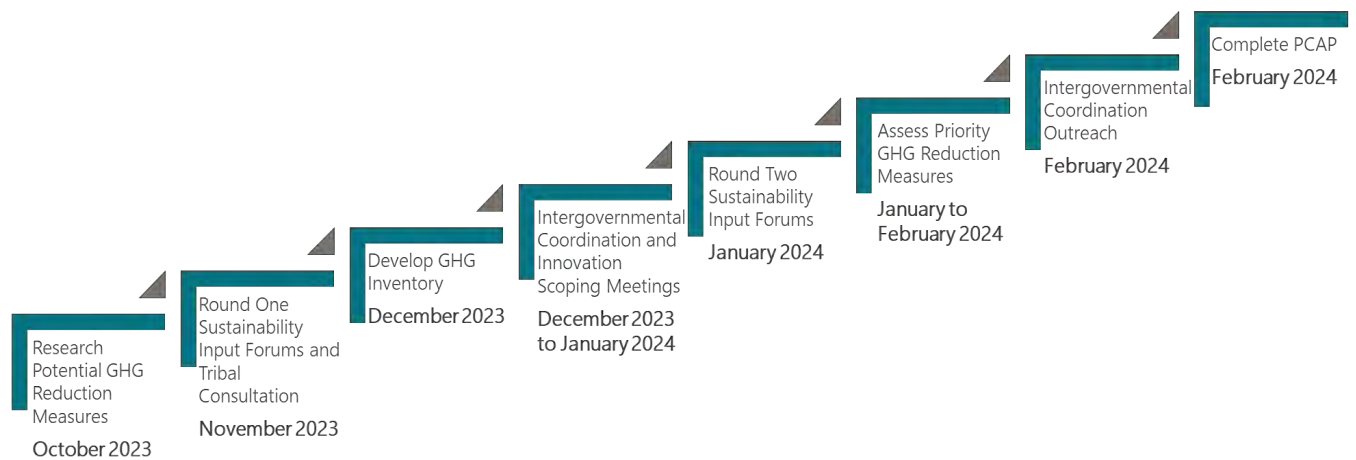 Research
Potential GHG
Reduction
Measures
October 2023
Round One
Sustainability
Input Forums and
Tribal
Consultation
November 2023
Develop GHG
Inventory
December 2023
Intergovernmental
Coordination and
Innovation
Scoping Meetings
December 2023
to January 2024
Round Two
Sustainability
Input Forums
January 2024
Assess Priority
GHG Reduction
Measures
January to
February 2024
Intergovernmental
Coordination
Outreach
February 2024
Complete PCAP
February 2024